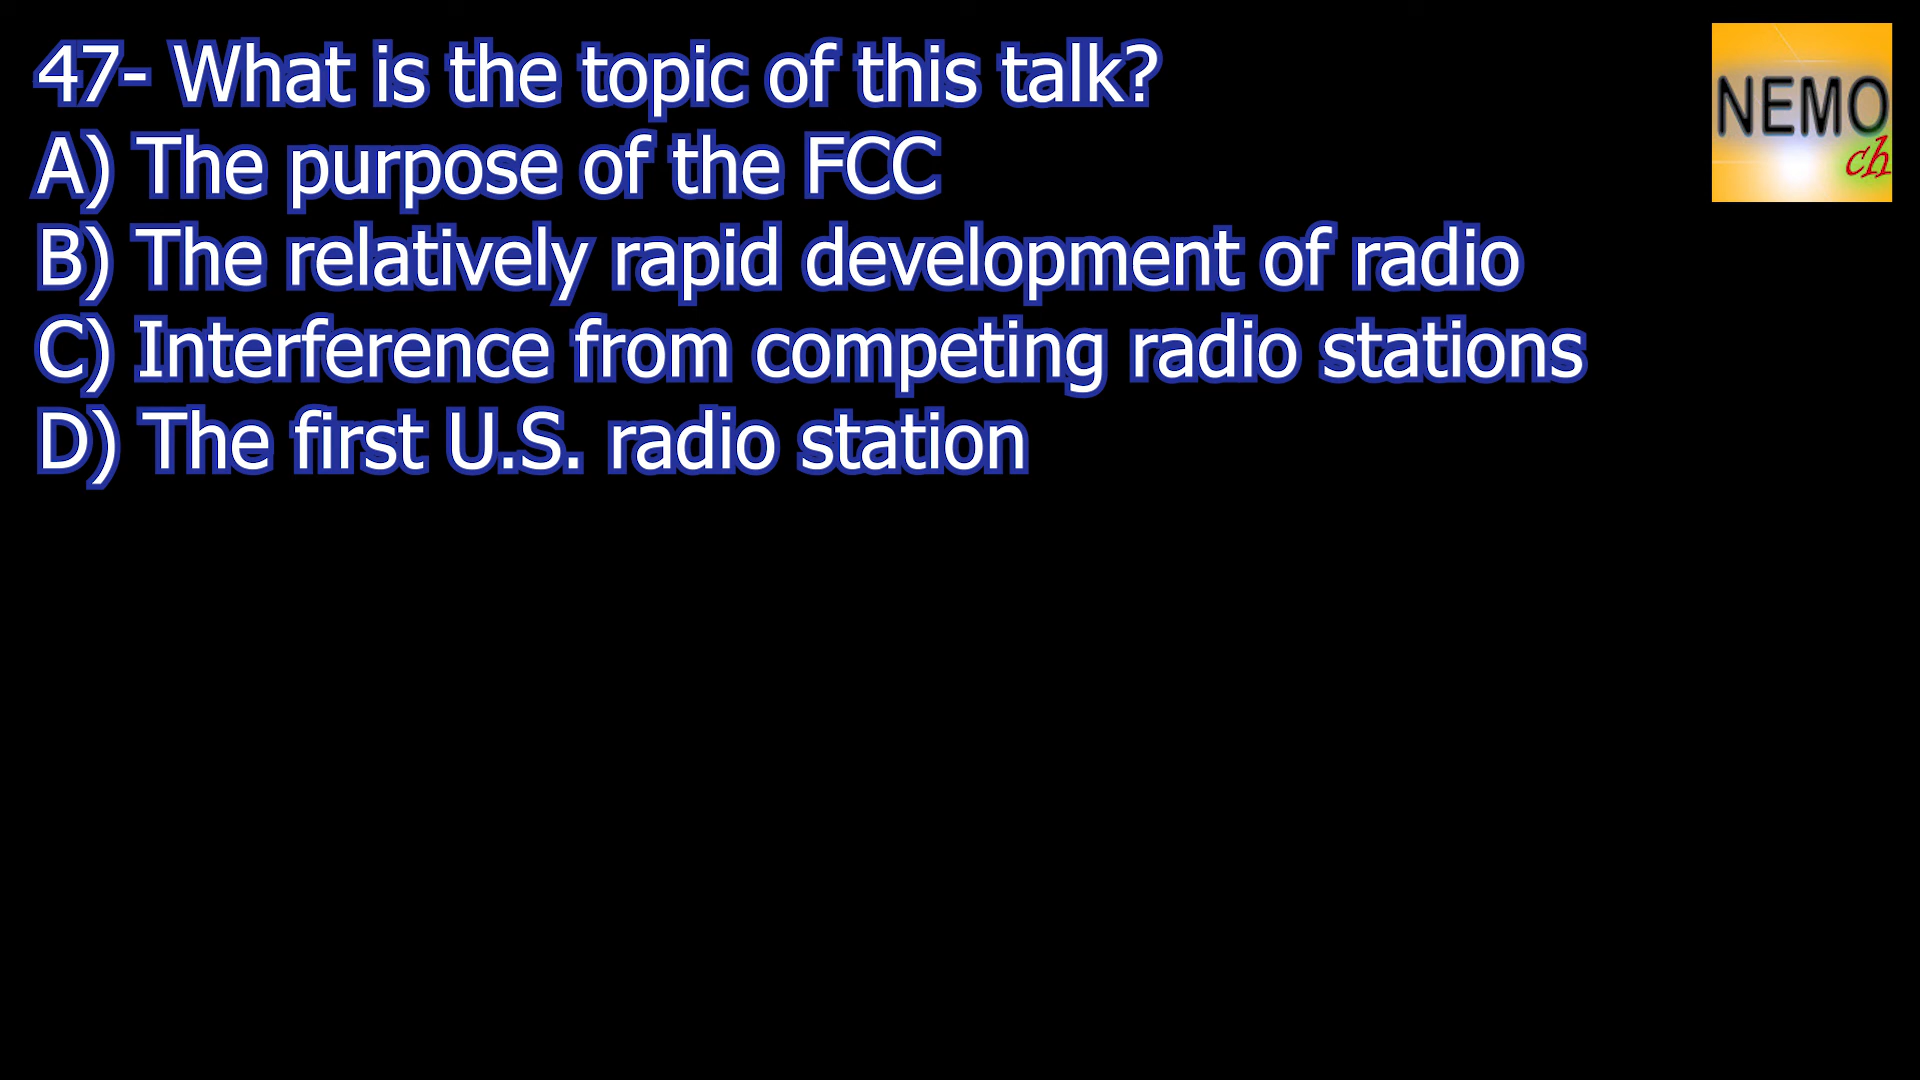 47- What is the topic of this talk?
A) The purpose of the FCC
B) The relatively rapid development of radio
C) Interference from competing radio stations
D) The first U.S. radio station
NEMO
ch